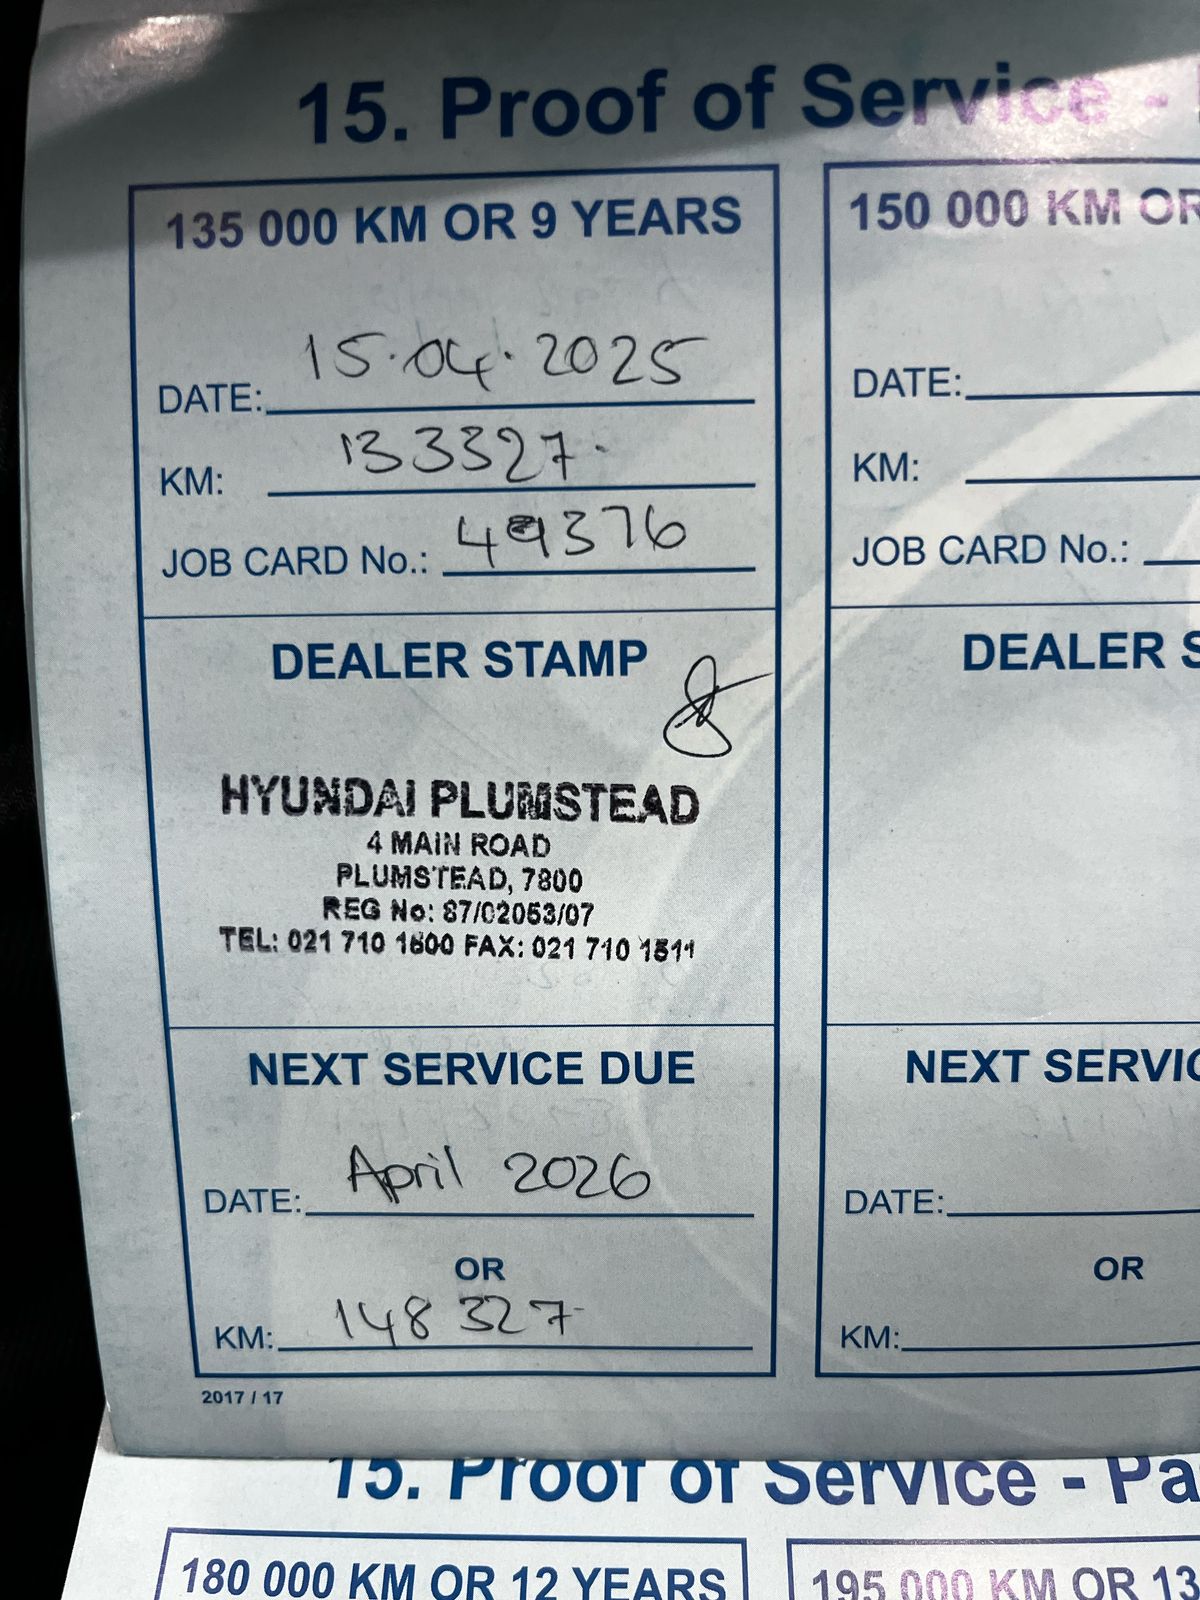 15. Proof of Service -
135 000 KM OR 9 YEARS
DATE: 15.04.2025
KM: 133327.
JOB CARD No.: 49376
DEALER STAMP
HYUNDAI PLUMSTEAD
4 MAIN ROAD
PLUMSTEAD, 7800
REG No: 87/02053/07
TEL: 021 710 1800 FAX: 021 710 1811
NEXT SERVICE DUE
DATE: April 2026
OR
KM: 148 327
2017 / 17
150 000 KM OR
DATE:
KM:
JOB CARD No.:
DEALER
NEXT
DATE:
OR
KM:
15. Proof of Service -
180 000 KM OR 12 YEARS
195 000 KM OR 13